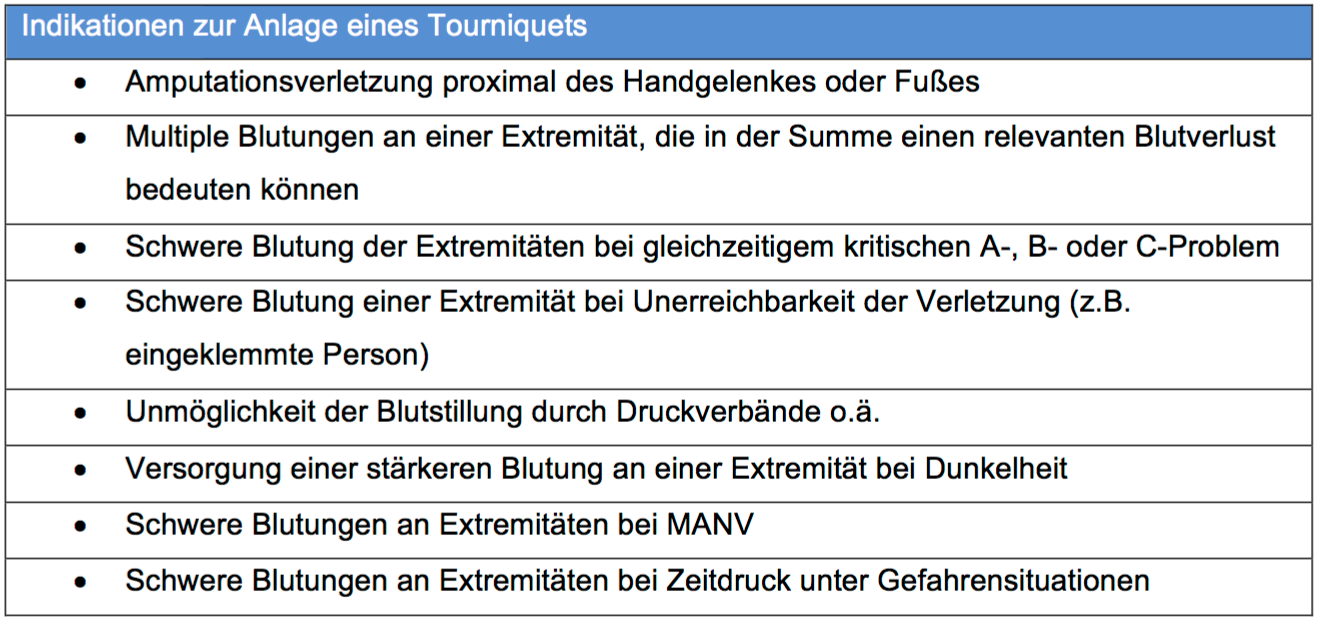 Indikationen zur Anlage eines Tourniquets
• Amputationsverletzung proximal des Handgelenkes oder Fußes
• Multiple Blutungen an einer Extremität, die in der Summe einen relevanten Blutverlust
bedeuten können
• Schwere Blutung der Extremitäten bei gleichzeitigem kritischen A-, B- oder C-Problem
• Schwere Blutung einer Extremität bei Unerreichbarkeit der Verletzung (z.B.
eingeklemmte Person)
• Unmöglichkeit der Blutstillung durch Druckverbände o.ä.
• Versorgung einer stärkeren Blutung an einer Extremität bei Dunkelheit
• Schwere Blutungen an Extremitäten bei MANV
• Schwere Blutungen an Extremitäten bei Zeitdruck unter Gefahrensituationen